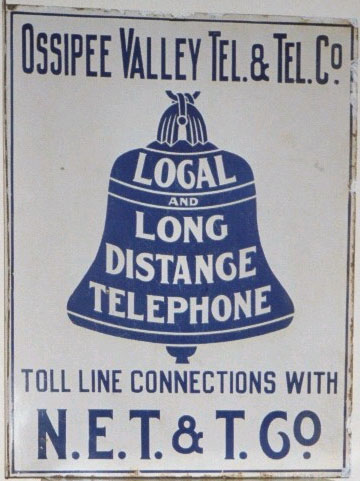 OSSIPEE VALLEY TEL. & TEL. CO.
LOCAL
AND
LONG
DISTANCE
TELEPHONE
TOLL LINE CONNECTIONS WITH
N.E.T. & T. CO.